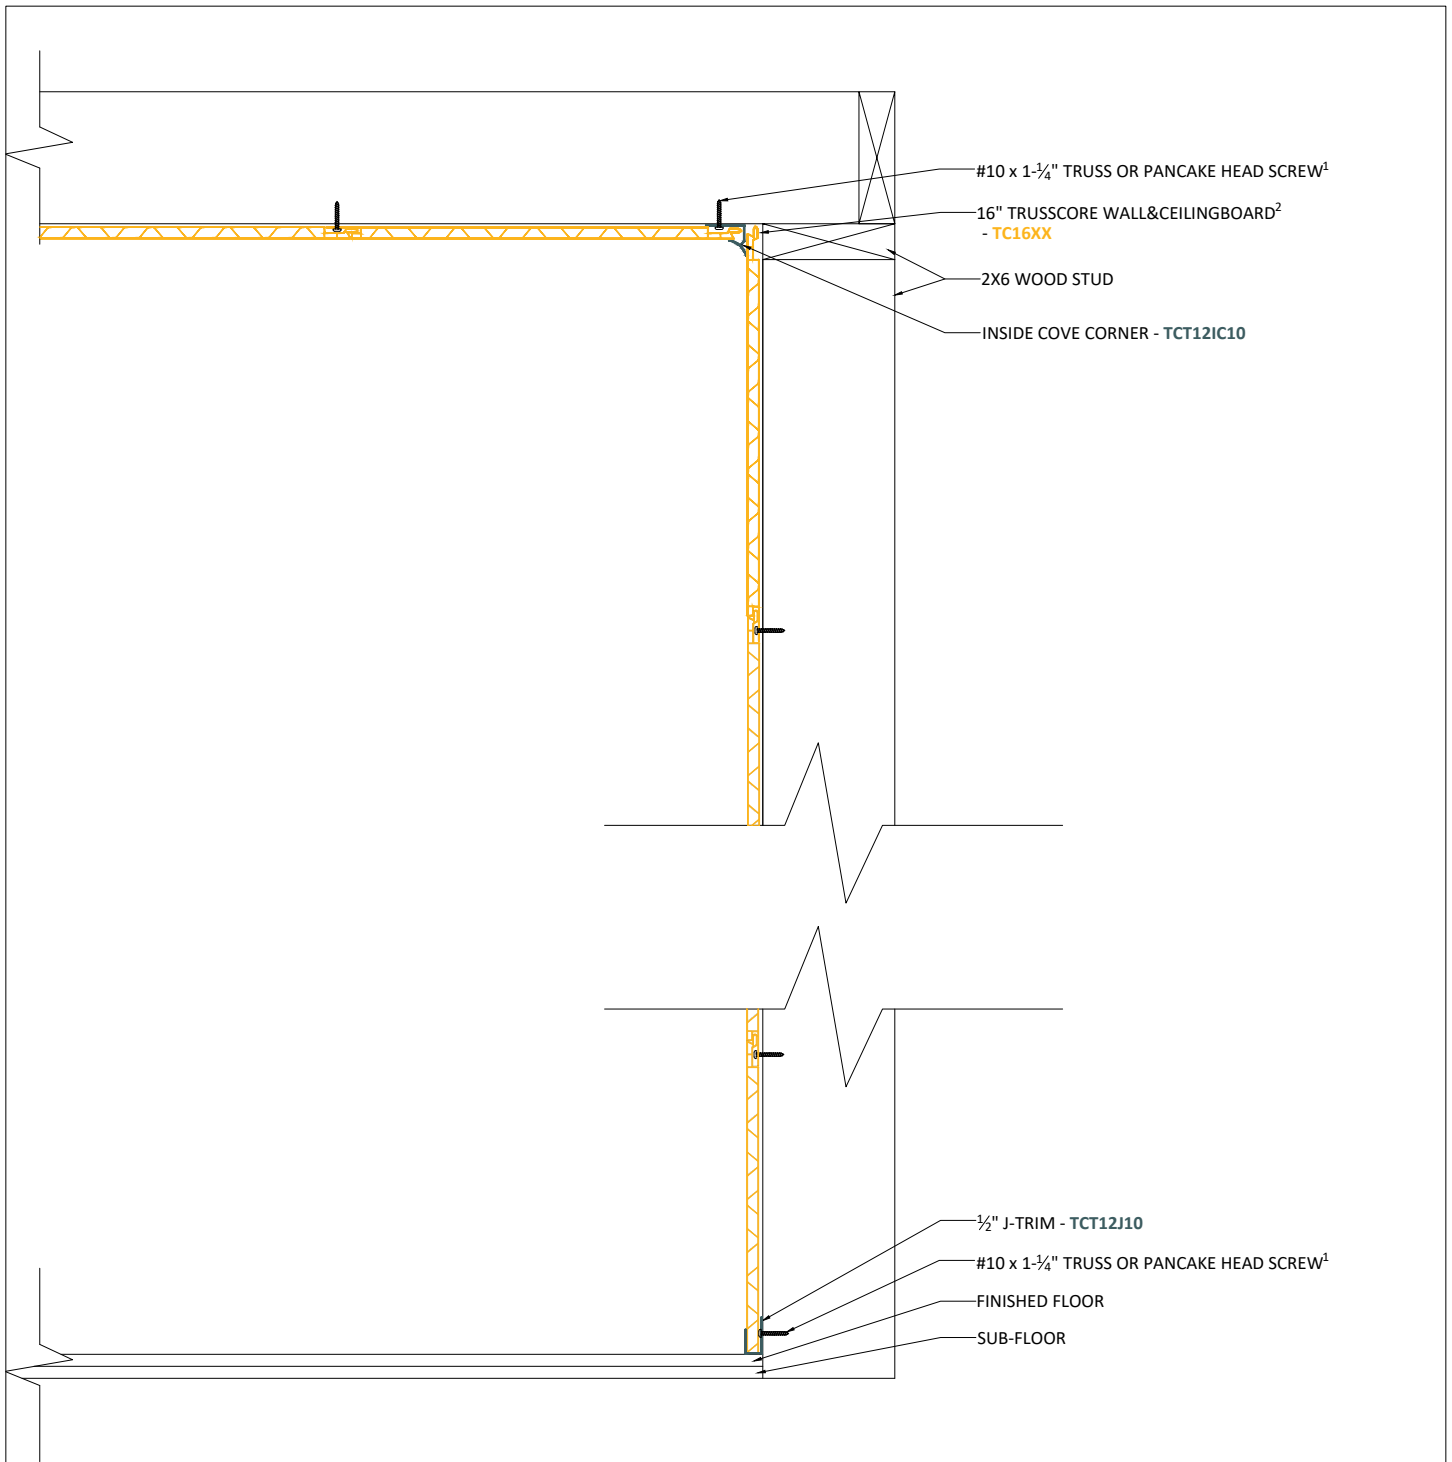 #10 x 1-¼" TRUSS OR PANCAKE HEAD SCREW¹
16" TRUSSCORE WALL&CEILINGBOARD²
- TC16XX
2X6 WOOD STUD
INSIDE COVE CORNER - TCT12IC10
½" J-TRIM - TCT12J10
#10 x 1-¼" TRUSS OR PANCAKE HEAD SCREW¹
FINISHED FLOOR
SUB-FLOOR